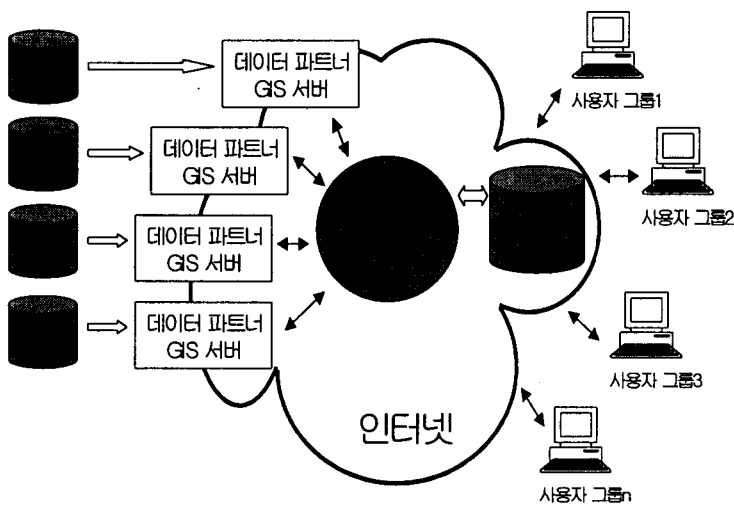 데이터 파트너
GIS 서버
사용자 그룹1
데이터 파트너
GIS 서버
사용자 그룹2
데이터 파트너
GIS 서버
데이터 파트너
GIS 서버
사용자 그룹3
인터넷
사용자 그룹n